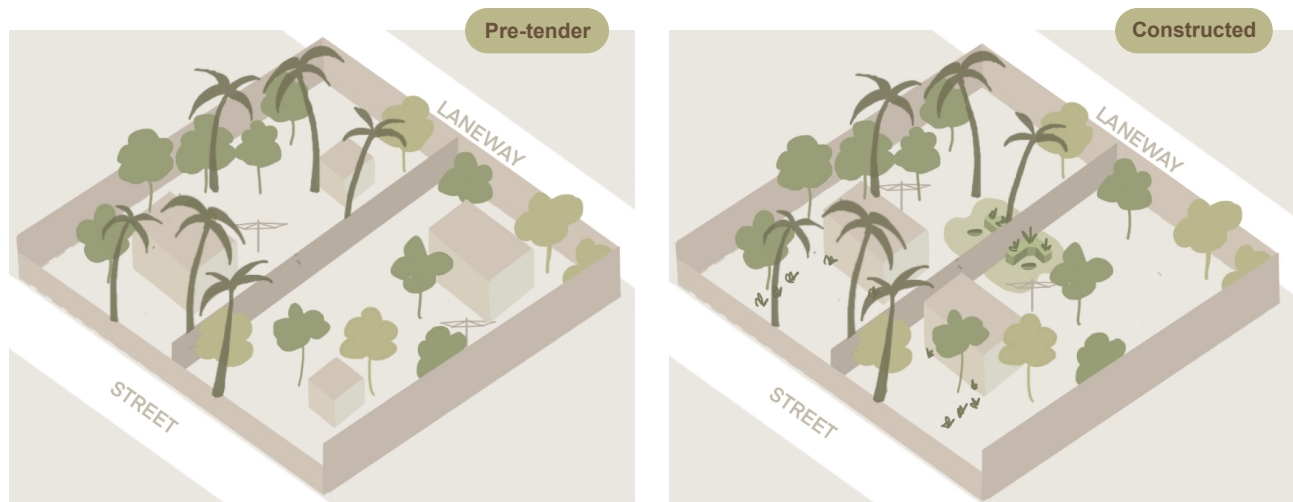 Pre-tender
LANEWAY
STREET
Constructed
LANEWAY
STREET